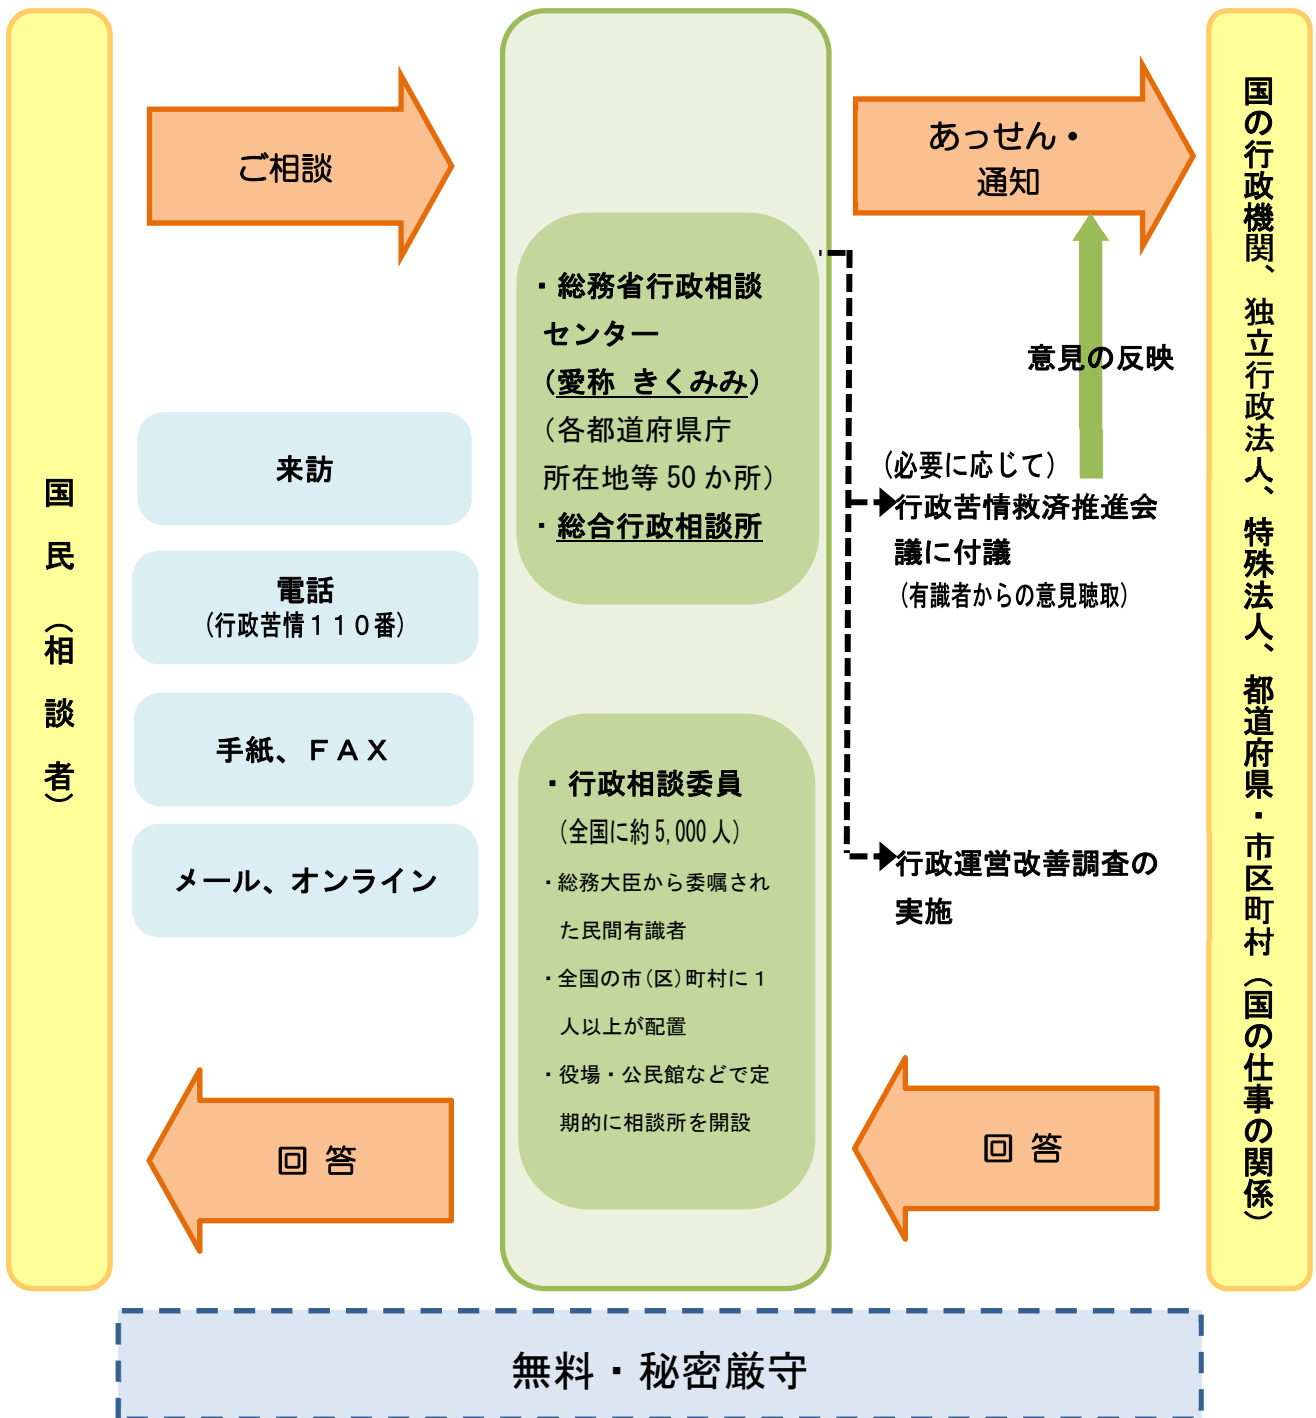 国民（相談者）
ご相談
来訪
電話
（行政苦情１１０番）
手紙、ＦＡＸ
メール、オンライン
回 答
・総務省行政相談
センター
（愛称 きくみみ）
（各都道府県庁
所在地等 50 か所）
・総合行政相談所
・行政相談委員
（全国に約 5,000 人）
・総務大臣から委嘱され
た民間有識者
・全国の市(区)町村に１
人以上が配置
・役場・公民館などで定
期的に相談所を開設
あっせん・
通知
意見の反映
（必要に応じて）
行政苦情救済推進会
議に付議
（有識者からの意見聴取）
行政運営改善調査の
実施
回 答
国の行政機関、独立行政法人、特殊法人、都道府県・市区町村（国の仕事の関係）
無料・秘密厳守